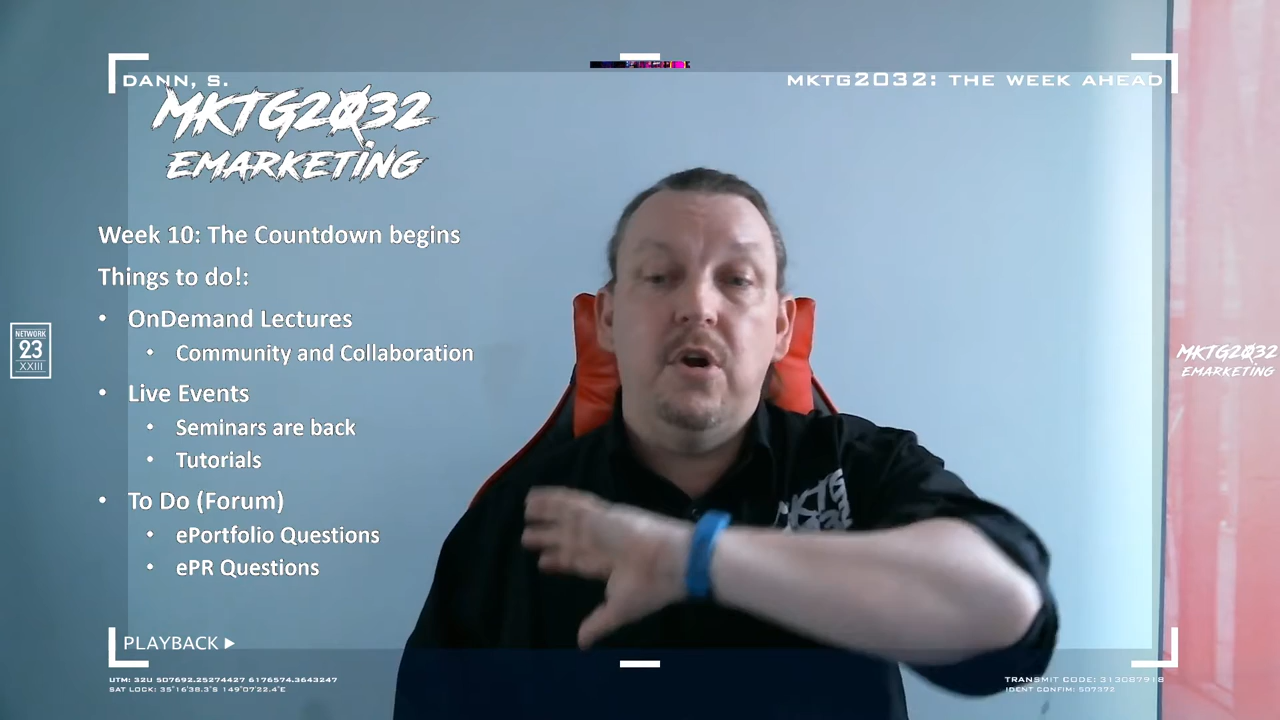 DANN, S.
MKTG2032: THE WEEK AHEAD
MKTG2032
EMARKETING
Week 10: The Countdown begins
Things to do!:
• OnDemand Lectures
• Community and Collaboration
• Live Events
• Seminars are back
• Tutorials
• To Do (Forum)
• ePortfolio Questions
• ePR Questions
NETWORK
23
XXIII
MKTG2032
EMARKETING
MKTG
2032
PLAYBACK
UTM: 32U 507692.25274427 6176574.3643247
SAT LOCK: 35°16'38.3"S 149°07'22.4"E
TRANSMIT CODE: 313087918
IDENT CONFIM: 507372